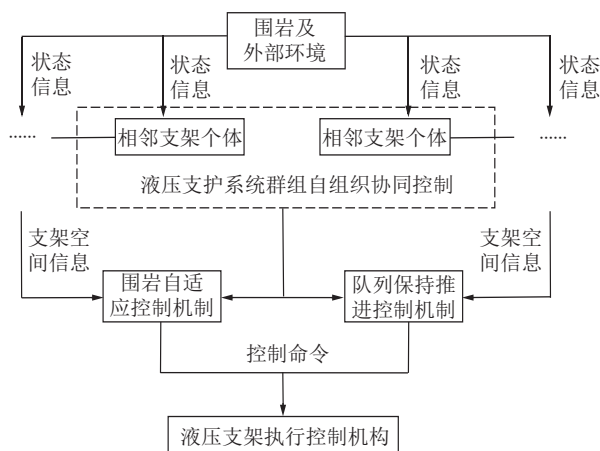 围岩及
外部环境
状态
信息
状态
信息
状态
信息
状态
信息
......
相邻支架个体
相邻支架个体
......
液压支护系统群组自组织协同控制
支架空
间信息
支架空
间信息
围岩自适
应控制机制
队列保持推
进控制机制
控制命令
液压支架执行控制机构